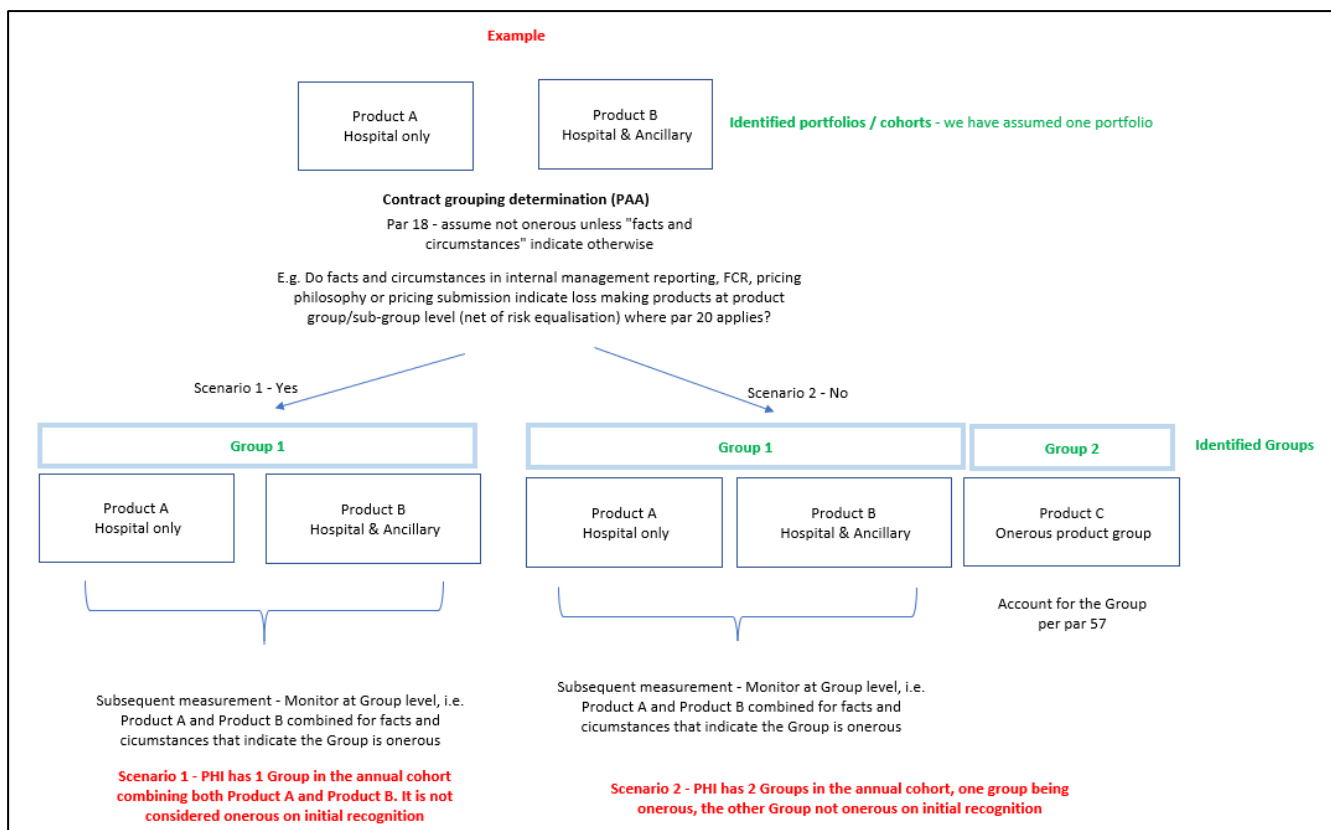 Example
Product A
Hospital only
Product B
Hospital & Ancillary
Identified portfolios / cohorts - we have assumed one portfolio
Contract grouping determination (PAA)
Par 18 - assume not onerous unless "facts and
circumstances" indicate otherwise
E.g. Do facts and circumstances in internal management reporting, FCR, pricing
philosophy or pricing submission indicate loss making products at product
group/sub-group level (net of risk equalisation) where par 20 applies?
Scenario 1 - Yes
Scenario 2 - No
Group 1
Group 1
Group 2
Identified Groups
Product A
Hospital only
Product B
Hospital & Ancillary
Product A
Hospital only
Product B
Hospital & Ancillary
Product C
Onerous product group
Account for the Group
per par 57
Subsequent measurement - Monitor at Group level, i.e.
Product A and Product B combined for facts and
cicumstances that indicate the Group is onerous
Subsequent measurement - Monitor at Group level, i.e.
Product A and Product B combined for facts and
circumstances that indicate the Group is onerous
Scenario 1 - PHI has 1 Group in the annual cohort
combining both Product A and Product B. It is not
considered onerous on initial recognition
Scenario 2 - PHI has 2 Groups in the annual cohort, one group being
onerous, the other Group not onerous on initial recognition